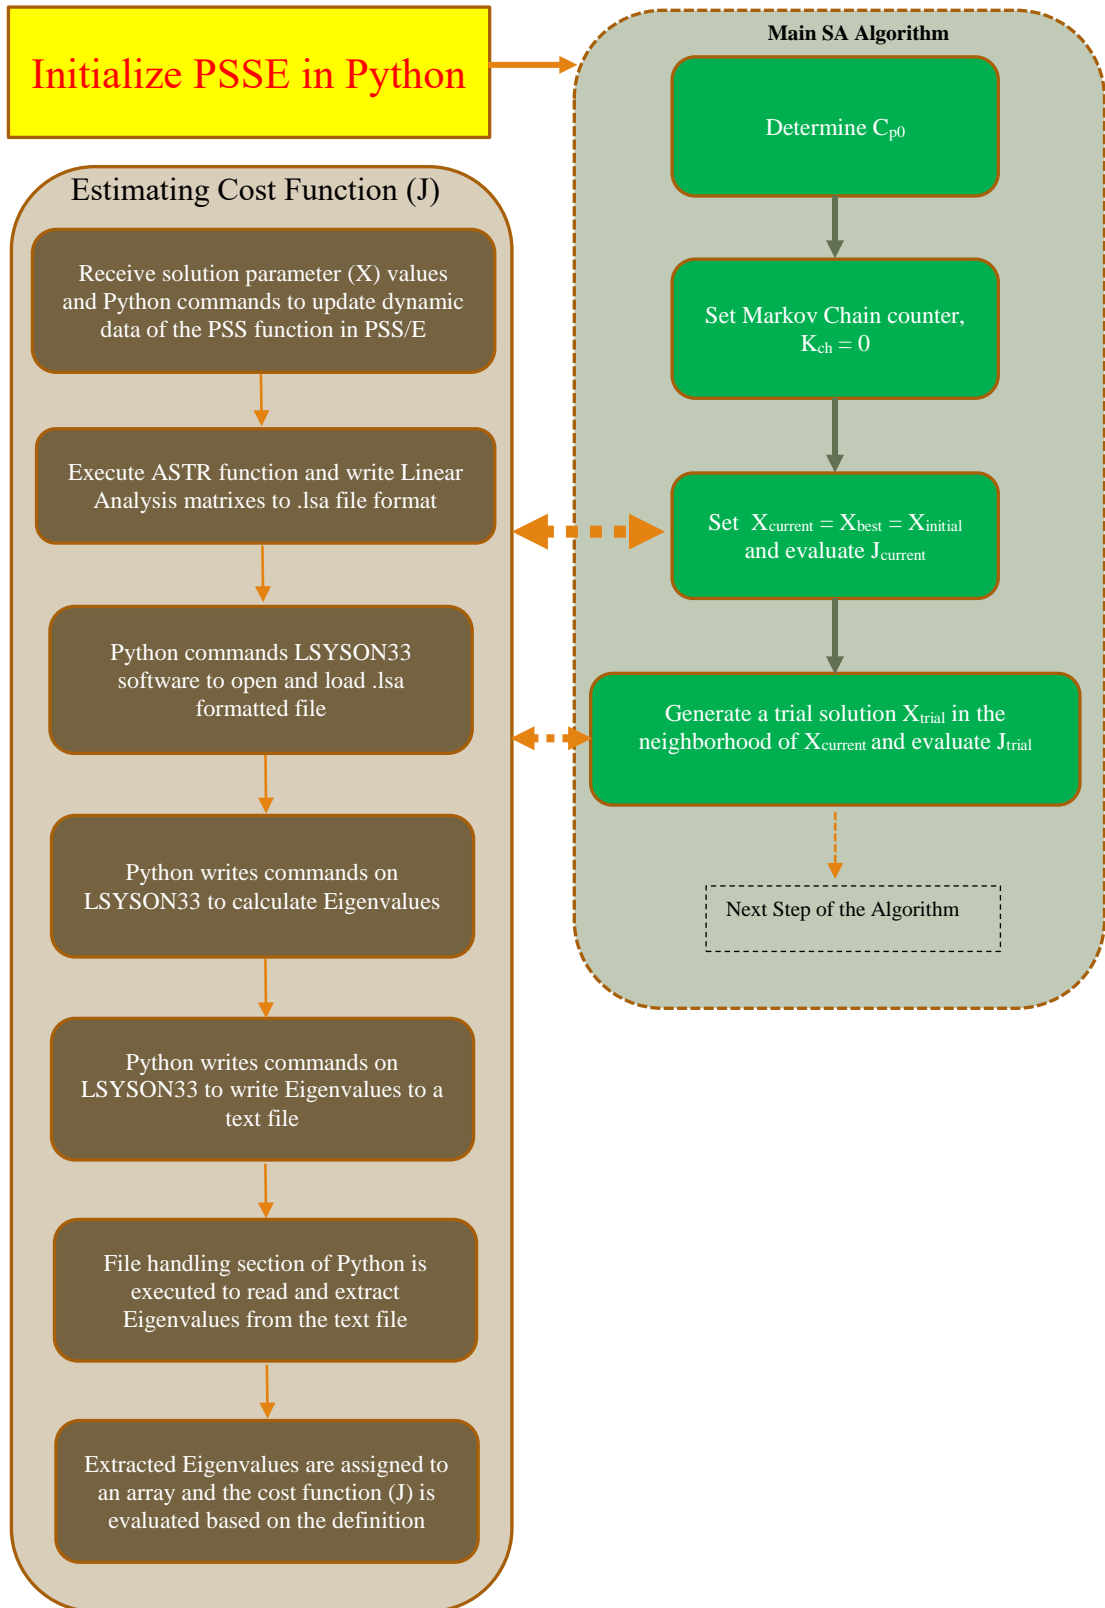 Initialize PSSE in Python
Main SA Algorithm
Determine Cp0
Set Markov Chain counter,
Kch = 0
Set  Xcurrent = Xbest = Xinitial
and evaluate Jcurrent
Generate a trial solution Xtrial in the
neighborhood of Xcurrent and evaluate Jtrial
Next Step of the Algorithm
Estimating Cost Function (J)
Receive solution parameter (X) values
and Python commands to update dynamic
data of the PSS function in PSS/E
Execute ASTR function and write Linear
Analysis matrixes to .lsa file format
Python commands LSYSON33
software to open and load .lsa
formatted file
Python writes commands on
LSYSON33 to calculate Eigenvalues
Python writes commands on
LSYSON33 to write Eigenvalues to a
text file
File handling section of Python is
executed to read and extract
Eigenvalues from the text file
Extracted Eigenvalues are assigned to
an array and the cost function (J) is
evaluated based on the definition